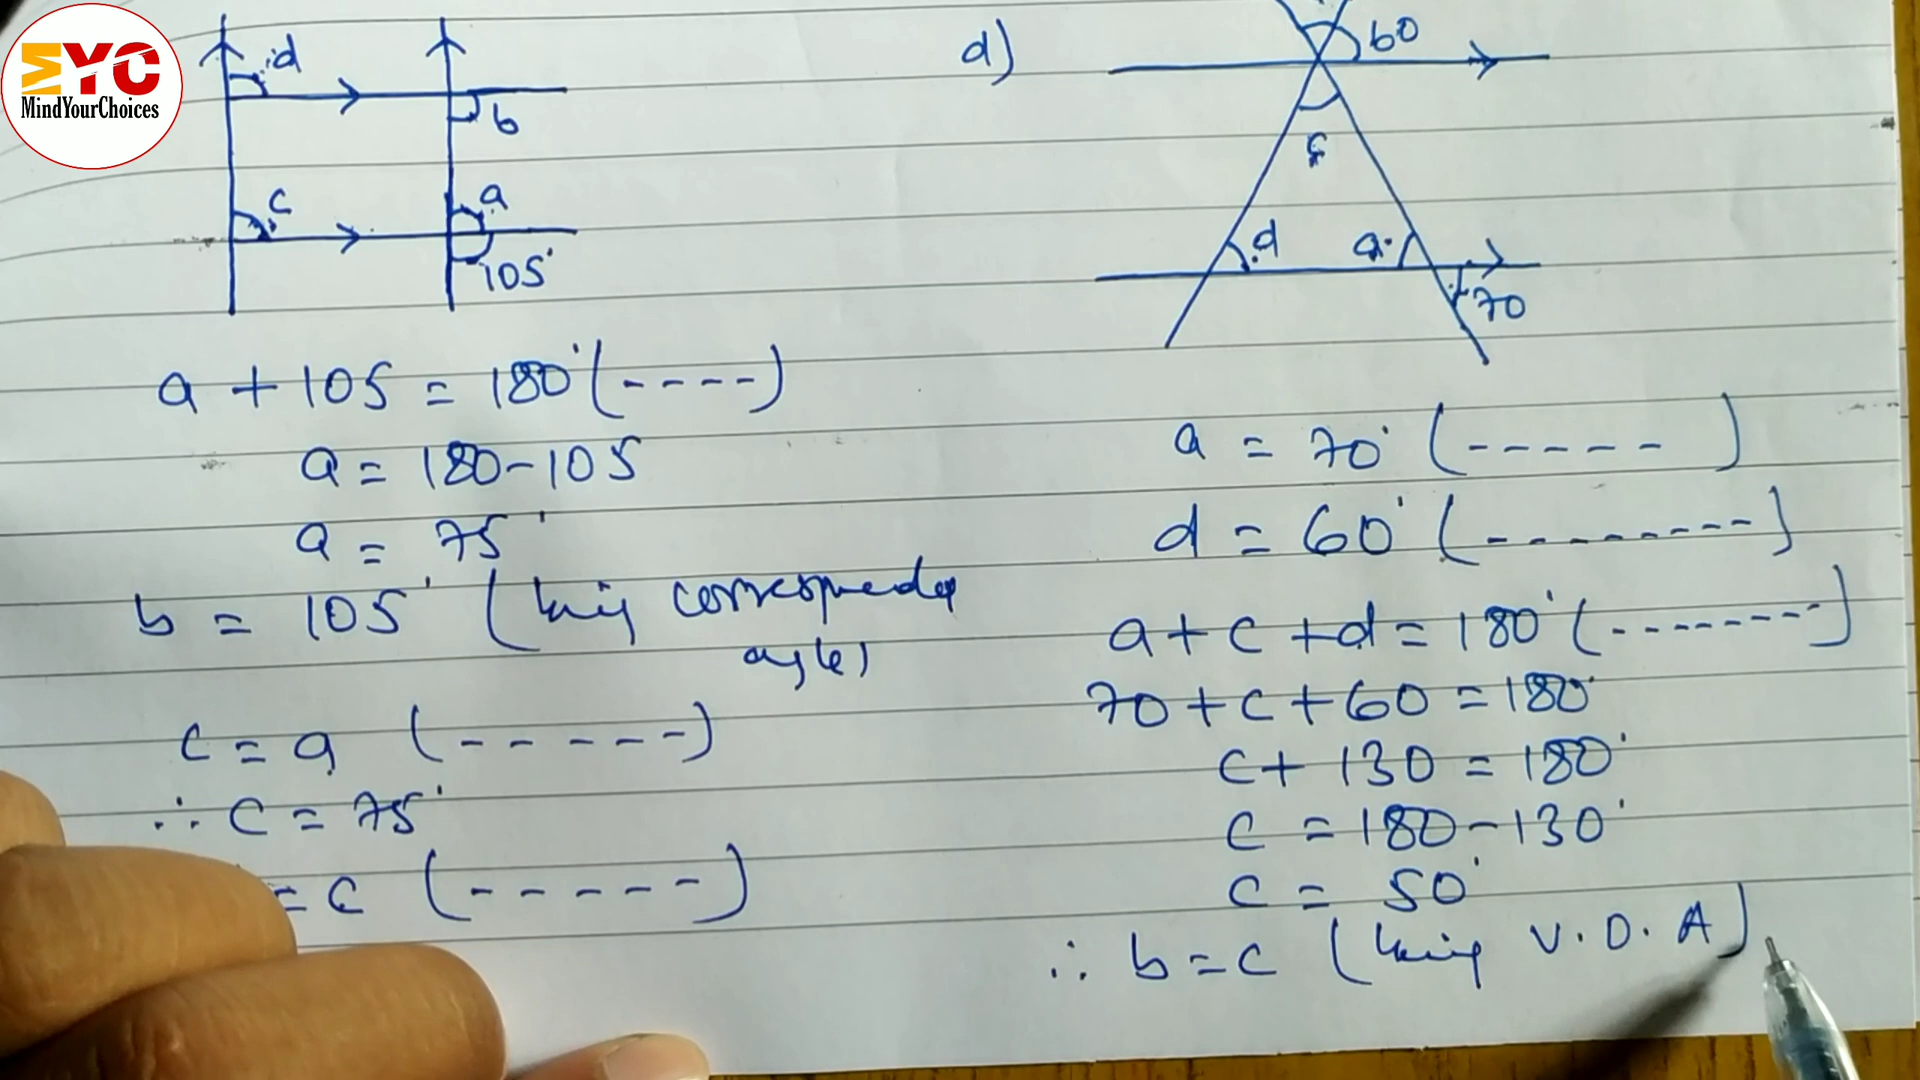 MYC
MindYourChoices
d
b
c
a
105°
a + 105 = 180° (----)
a = 180-105
a = 75°
b = 105° (being corresponding
angles)
c = a (-----)
∴ c = 75°
= c (-----)
d)
60
c
d
a
70
a = 70° (-----)
d = 60° (--------)
a+c+d = 180° (-------)
70+c+60 = 180°
c+ 130 = 180°
c = 180-130°
c = 50°
∴ b = c (being V.O.A)